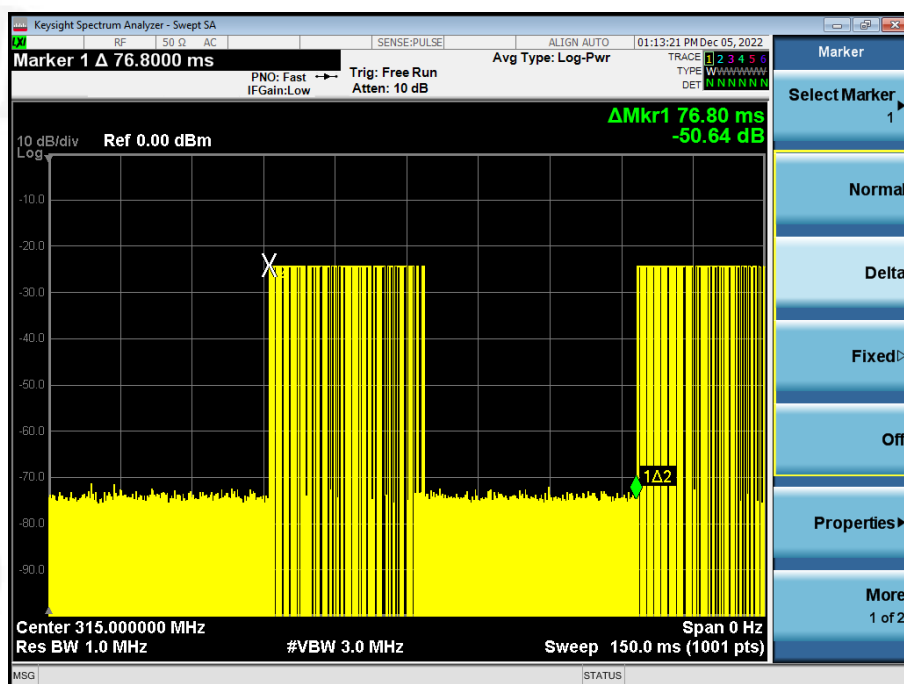 Keysight Spectrum Analyzer - Swept SA
LXI RF 50 Ω AC SENSE:PULSE ALIGN AUTO 01:13:21 PM Dec 05, 2022
Marker 1 Δ 76.8000 ms
PNO: Fast
IFGain:Low
Trig: Free Run
Atten: 10 dB
Avg Type: Log-Pwr
TRACE 1 2 3 4 5 6
TYPE WWWWWW
DET N N N N N N
Marker
Select Marker
1
ΔMkr1 76.80 ms
-50.64 dB
10 dB/div Ref 0.00 dBm
Log
-10.0
-20.0
-30.0
-40.0
-50.0
-60.0
-70.0
-80.0
-90.0
1Δ2
Normal
Delta
Fixed
Off
Properties
More
1 of 2
Center 315.000000 MHz Span 0 Hz
Res BW 1.0 MHz #VBW 3.0 MHz Sweep 150.0 ms (1001 pts)
MSG STATUS